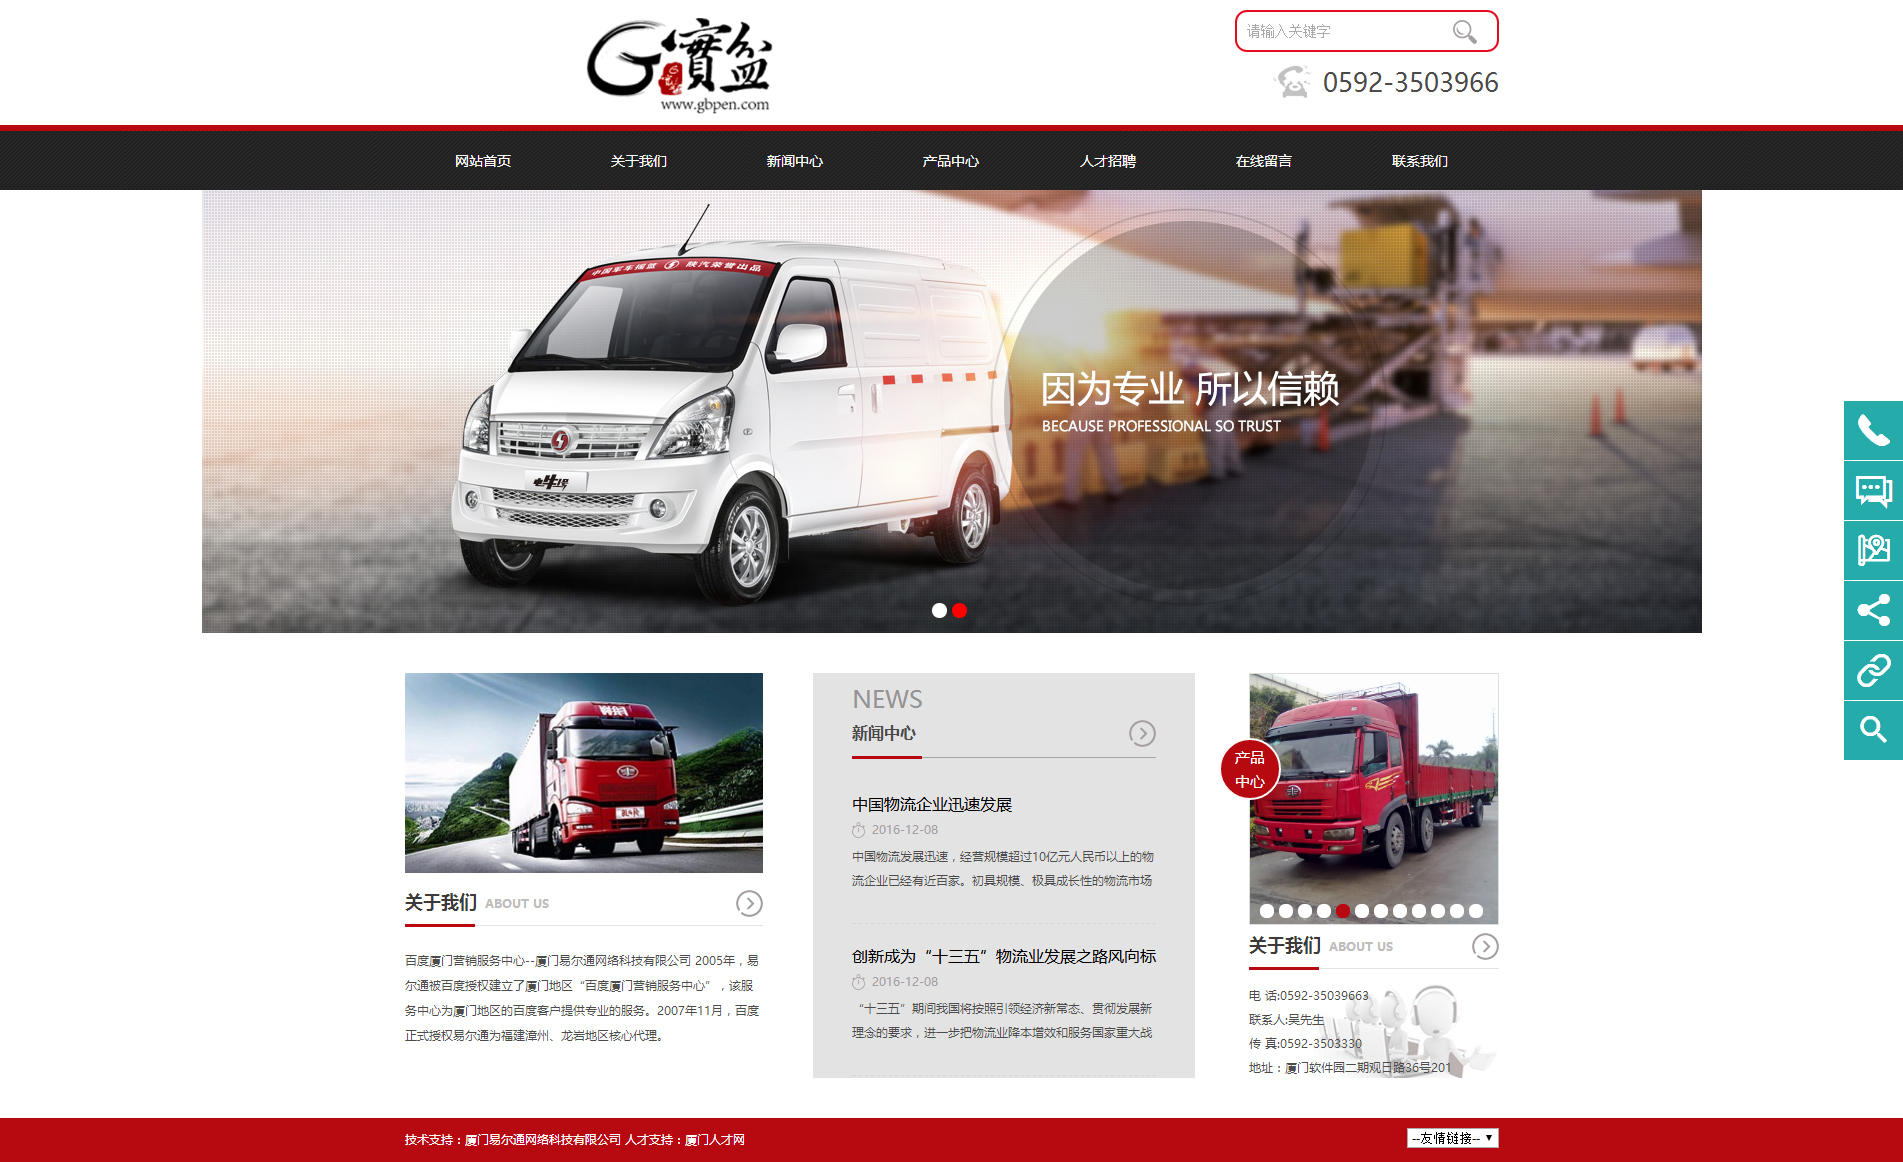 實盆
www.gbpen.com
请输入关键字
0592-3503966
网站首页
关于我们
新闻中心
产品中心
人才招聘
在线留言
联系我们
中国军车摇篮 陕汽荣誉出品
电牛1号
因为专业 所以信赖
BECAUSE PROFESSIONAL SO TRUST
关于我们 ABOUT US
百度厦门营销服务中心--厦门易尔通网络科技有限公司 2005年，易
尔通被百度授权建立了厦门地区“百度厦门营销服务中心”，该服
务中心为厦门地区的百度客户提供专业的服务。2007年11月，百度
正式授权易尔通为福建漳州、龙岩地区核心代理。
NEWS
新闻中心
中国物流企业迅速发展
2016-12-08
中国物流发展迅速，经营规模超过10亿元人民币以上的物
流企业已经有近百家。初具规模、极具成长性的物流市场
创新成为“十三五”物流业发展之路风向标
2016-12-08
“十三五”期间我国将按照引领经济新常态、贯彻发展新
理念的要求，进一步把物流业降本增效和服务国家重大战
产品
中心
关于我们 ABOUT US
电 话:0592-35039663
联系人:吴先生
传 真:0592-3503330
地址：厦门软件园二期观日路36号201
技术支持：厦门易尔通网络科技有限公司 人才支持：厦门人才网
--友情链接--